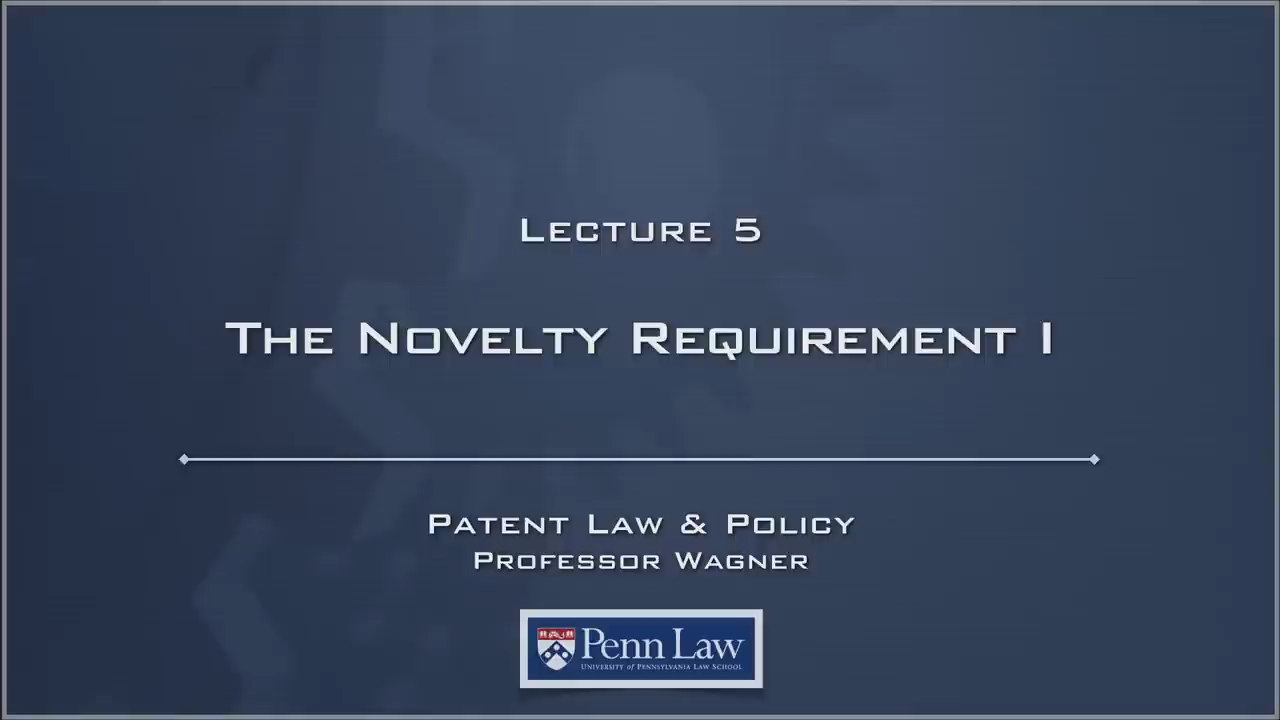 Lecture 5
The Novelty Requirement I
Patent Law & Policy
Professor Wagner
Penn Law
University of Pennsylvania Law School